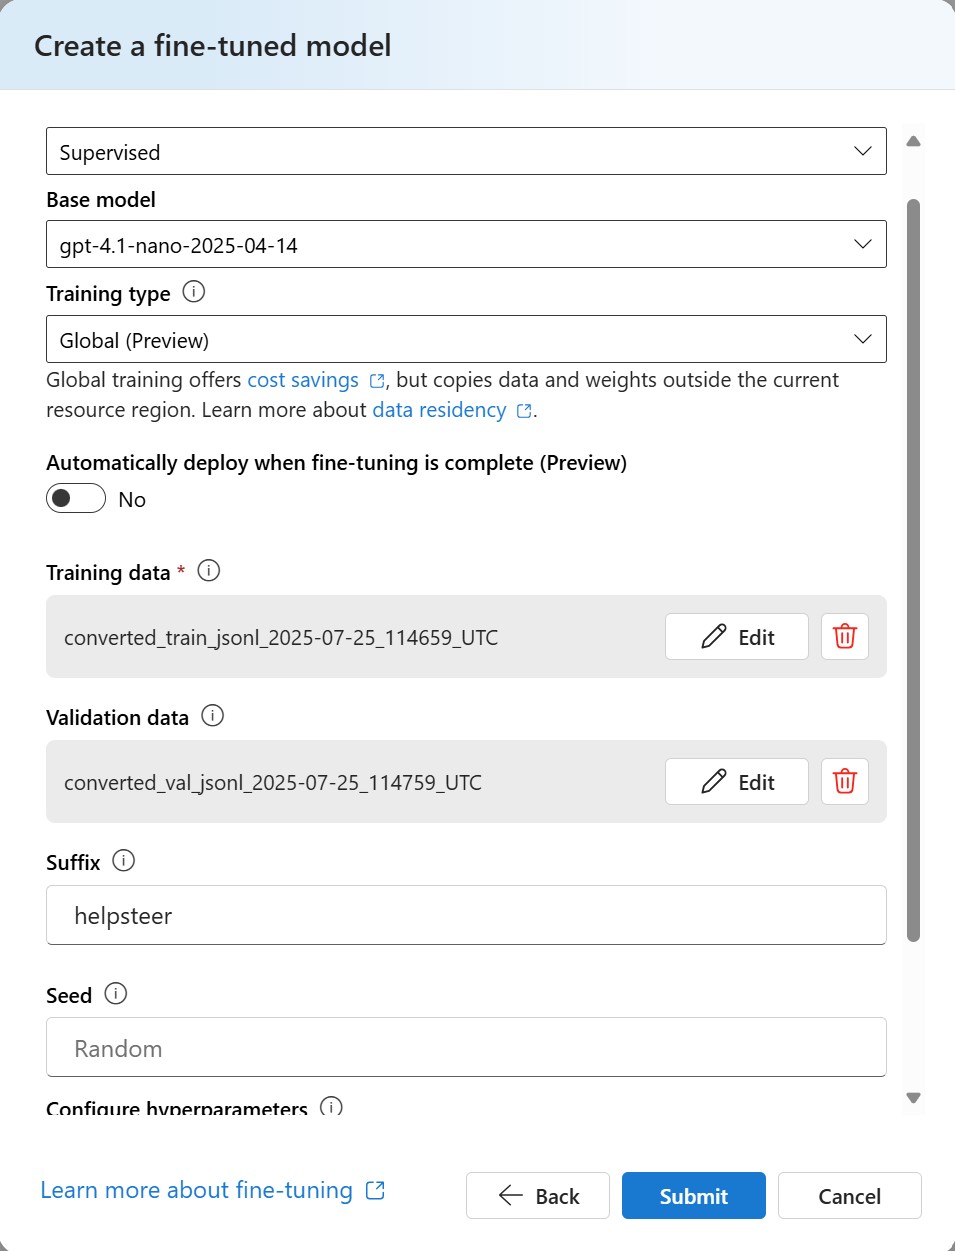 Create a fine-tuned model
Supervised
Base model
gpt-4.1-nano-2025-04-14
Training type
Global (Preview)
Global training offers cost savings, but copies data and weights outside the current
resource region. Learn more about data residency.
Automatically deploy when fine-tuning is complete (Preview)
No
Training data *
converted_train_jsonl_2025-07-25_114659_UTC
Edit
Validation data
converted_val_jsonl_2025-07-25_114759_UTC
Edit
Suffix
helpsteer
Seed
Random
Configure hyperparameters
Learn more about fine-tuning
Back
Submit
Cancel